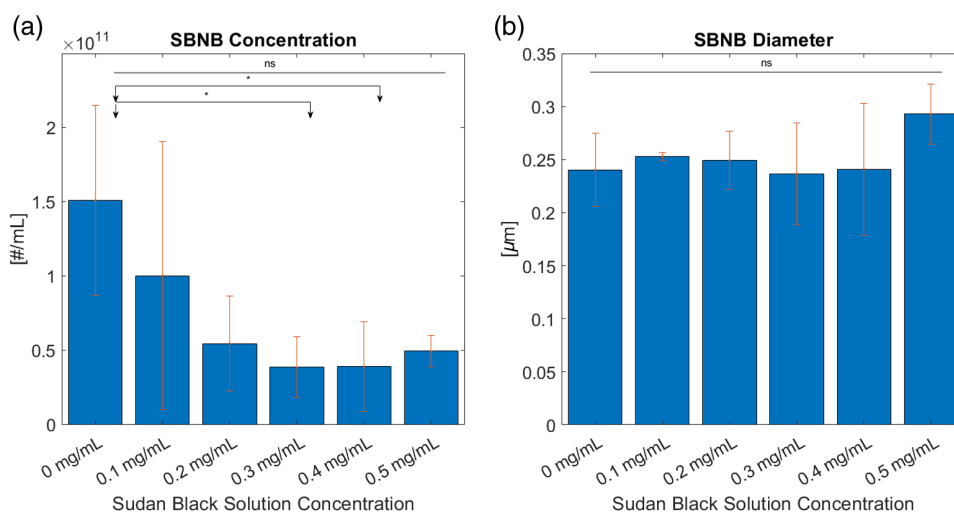 (a)
×10¹¹
SBNB Concentration
ns
*
*
2
1.5
1
0.5
0
[#/mL]
0 mg/mL
0.1 mg/mL
0.2 mg/mL
0.3 mg/mL
0.4 mg/mL
0.5 mg/mL
Sudan Black Solution Concentration
(b)
SBNB Diameter
ns
0.35
0.3
0.25
0.2
0.15
0.1
0.05
0
[µm]
0 mg/mL
0.1 mg/mL
0.2 mg/mL
0.3 mg/mL
0.4 mg/mL
0.5 mg/mL
Sudan Black Solution Concentration